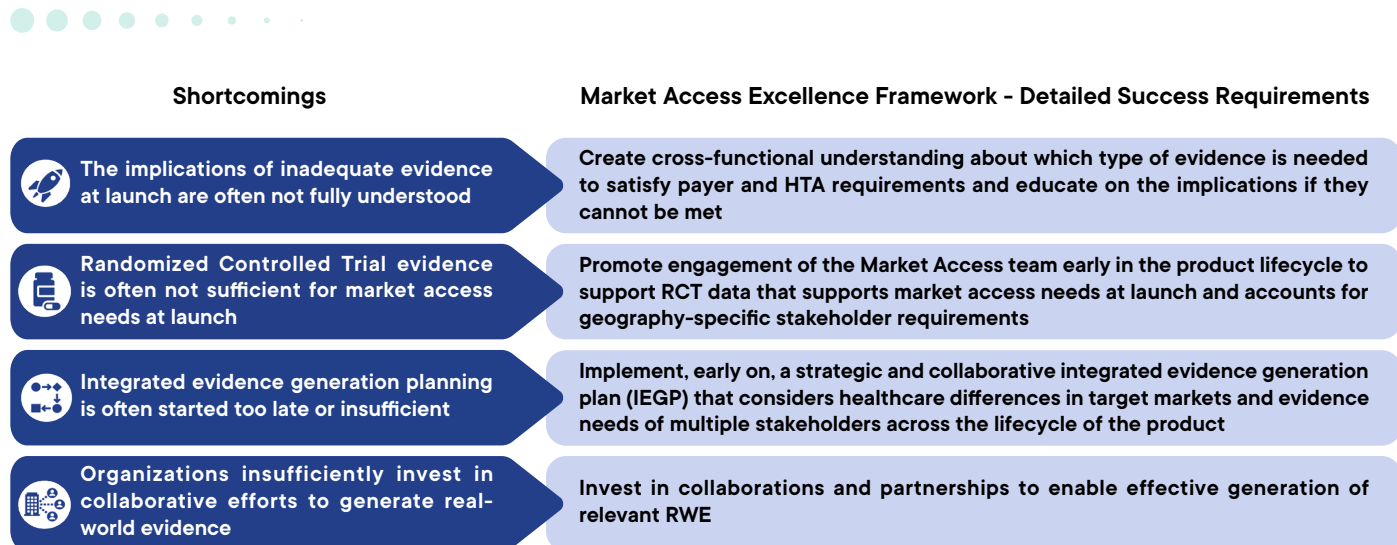 Shortcomings
Market Access Excellence Framework - Detailed Success Requirements
The implications of inadequate evidence
at launch are often not fully understood
Create cross-functional understanding about which type of evidence is needed
to satisfy payer and HTA requirements and educate on the implications if they
cannot be met
Randomized Controlled Trial evidence
is often not sufficient for market access
needs at launch
Promote engagement of the Market Access team early in the product lifecycle to
support RCT data that supports market access needs at launch and accounts for
geography-specific stakeholder requirements
Integrated evidence generation planning
is often started too late or insufficient
Implement, early on, a strategic and collaborative integrated evidence generation
plan (IEGP) that considers healthcare differences in target markets and evidence
needs of multiple stakeholders across the lifecycle of the product
Organizations insufficiently invest in
collaborative efforts to generate real-
world evidence
Invest in collaborations and partnerships to enable effective generation of
relevant RWE